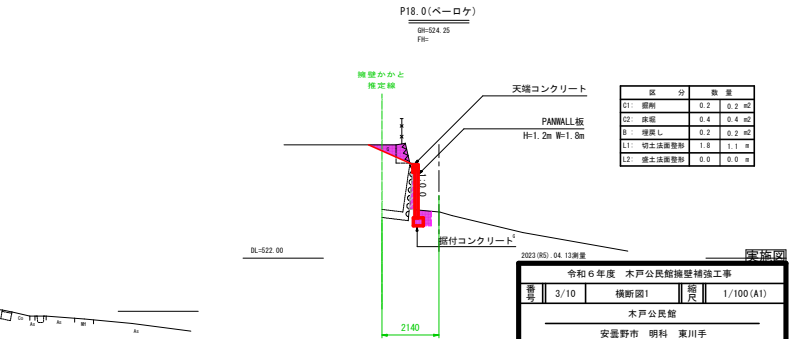 P18.0(ベーロケ)
GH=524.25
FH=
擁壁かかと
推定線
天端コンクリート
PANWALL板
H=1.2m W=1.8m
据付コンクリート
DL=522.00
2140
区 分 数 量
C1: 掘削 0.2 0.2 m2
C2: 床堀 0.4 0.4 m2
B : 埋戻し 0.2 0.2 m2
L1: 切土法面整形 1.8 1.1 m
L2: 盛土法面整形 0.0 0.0 m
2023(R5).04.13測量
実施図
令和6年度 木戸公民館擁壁補強工事
番号 3/10 横断図1 縮尺 1/100(A1)
木戸公民館
安曇野市 明科 東川手
Co As As As